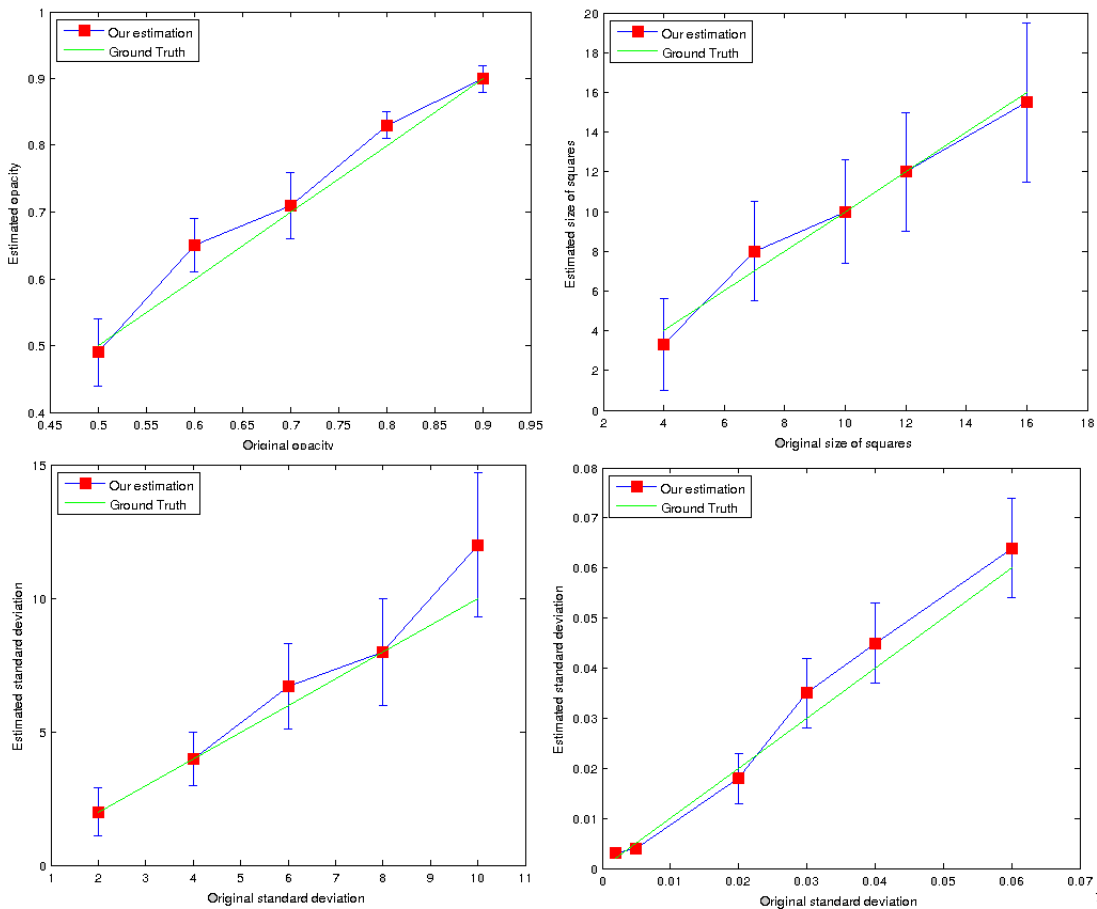 1
0.9
0.8
0.7
0.6
0.5
0.4
0.45 0.5 0.55 0.6 0.65 0.7 0.75 0.8 0.85 0.9 0.95
Estimated opacity
Original opacity
Our estimation
Ground Truth
20
18
16
14
12
10
8
6
4
2
0
2 4 6 8 10 12 14 16 18
Estimated size of squares
Original size of squares
Our estimation
Ground Truth
15
10
5
0
1 2 3 4 5 6 7 8 9 10 11
Estimated standard deviation
Original standard deviation
Our estimation
Ground Truth
0.08
0.07
0.06
0.05
0.04
0.03
0.02
0.01
0
0 0.01 0.02 0.03 0.04 0.05 0.06 0.07
Estimated standard deviation
Original standard deviation
Our estimation
Ground Truth